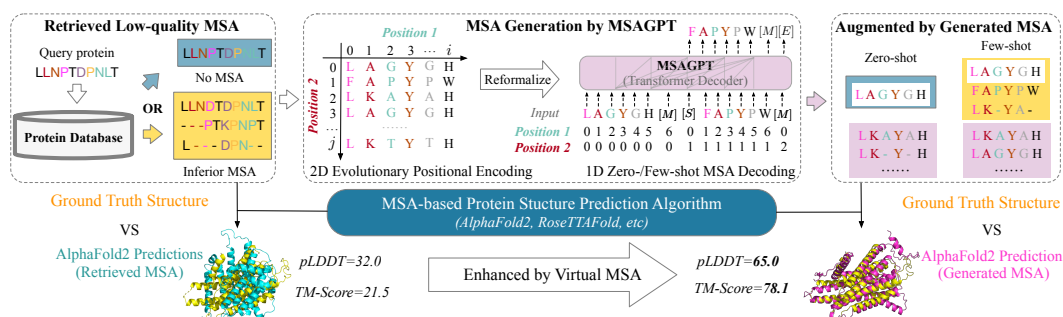 Retrieved Low-quality MSA
Query protein
LLNPTDPNLT
Protein Database
OR
LLNPTDPNLT
No MSA
LLNDTDPNLT
- - -PTKPNPT
L- - - -DPN- -
Inferior MSA
MSA Generation by MSAGPT
Position 1
0 1 2 3 ... i
Position 2
0 L A G Y G H
1 F A P Y P W
2 L K A Y A H
3 L A G Y G H
...
j L K T Y T H
2D Evolutionary Positional Encoding
Reformalize
F A P Y P W [M] [E]
MSAGPT
(Transformer Decoder)
Input L A G Y G H [M] [S] F A P Y P W [M]
Position 1 0 1 2 3 4 5 6 0 0 1 2 3 4 5 6 0
Position 2 0 0 0 0 0 0 0 1 1 1 1 1 1 1 1 2
1D Zero-/Few-shot MSA Decoding
Augmented by Generated MSA
Zero-shot
L A G Y G H
L K A Y A H
L K - Y - H
......
Few-shot
L A G Y G H
F A P Y P W
L K - Y A -
L K A Y A H
L A G Y G H
......
Ground Truth Structure
VS
AlphaFold2 Predictions
(Retrieved MSA)
MSA-based Protein Stucture Prediction Algorithm
(AlphaFold2, RoseTTAFold, etc)
pLDDT=32.0
TM-Score=21.5
Enhanced by Virtual MSA
pLDDT=65.0
TM-Score=78.1
Ground Truth Structure
VS
AlphaFold2 Prediction
(Generated MSA)